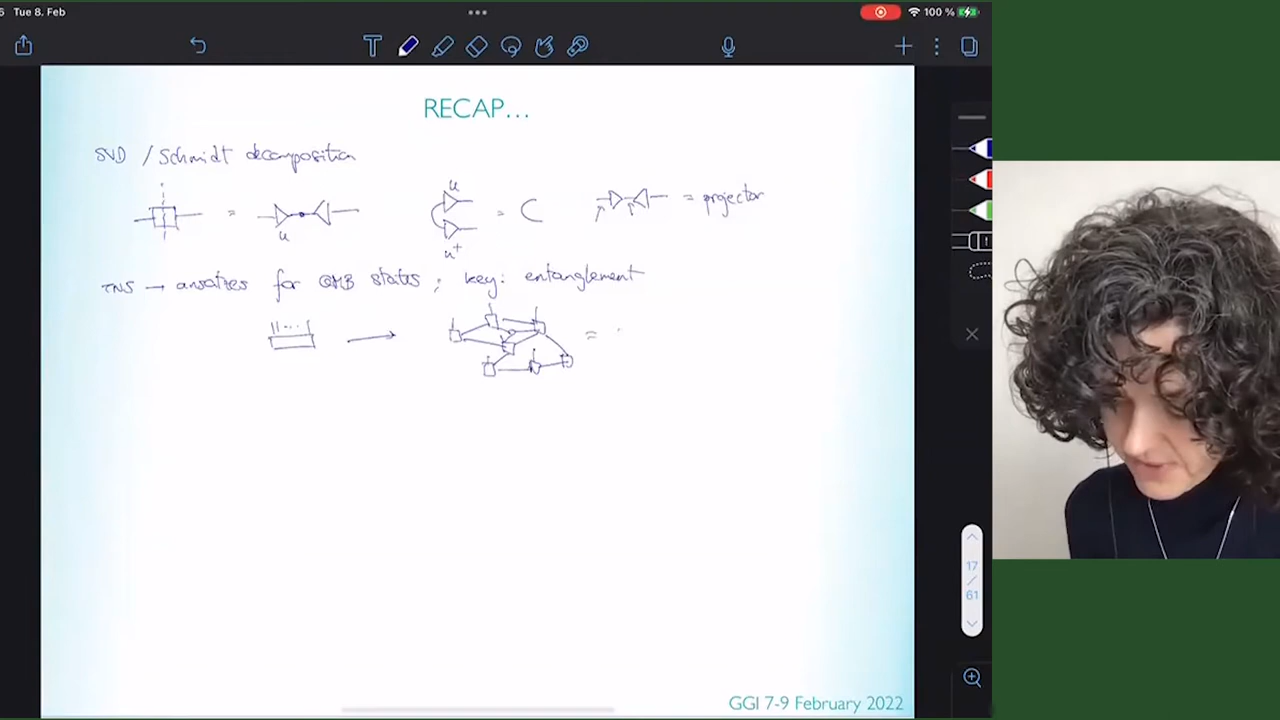 6 Tue 8. Feb
100 %
RECAP...
SVD / Schmidt decomposition
= u
u u+ = C
= projector
TNS → ansatzes for QMB states ; key: entanglement
||...| → =
17
/
61
GGI 7-9 February 2022